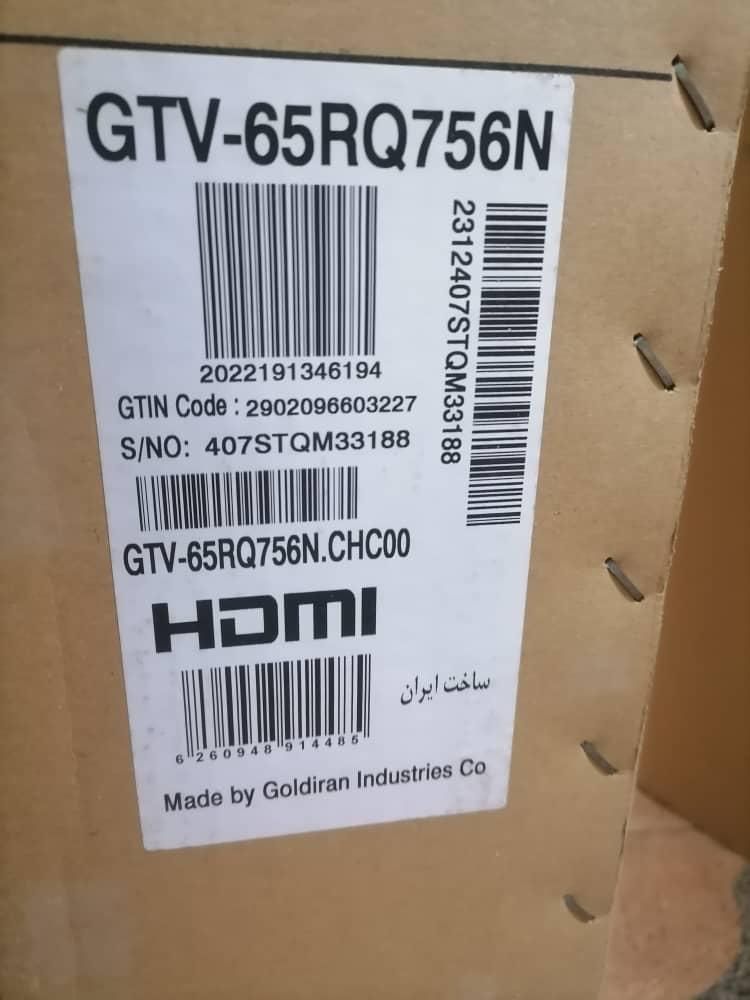 GTV-65RQ756N
2022191346194
2312407STQM33188
GTIN Code : 2902096603227
S/NO: 407STQM33188
GTV-65RQ756N.CHC00
HDMI
ساخت ایران
6 260948 914485
Made by Goldiran Industries Co